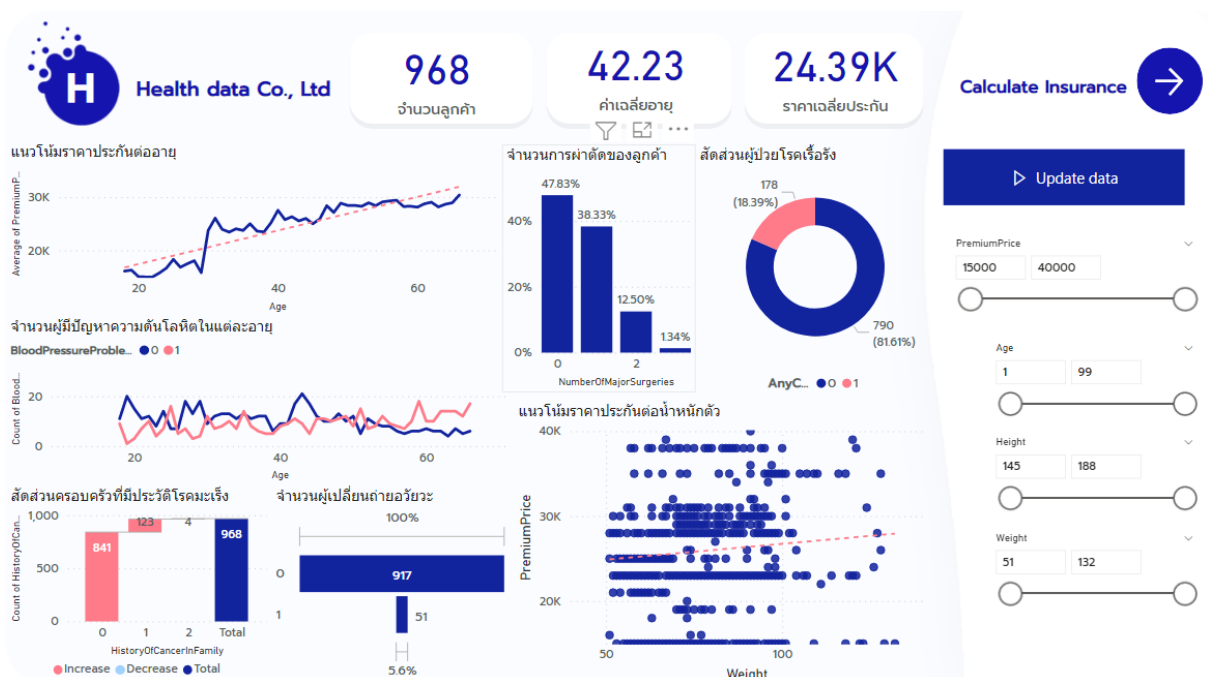 H
Health data Co., Ltd
968
จำนวนลูกค้า
42.23
ค่าเฉลี่ยอายุ
24.39K
ราคาเฉลี่ยประกัน
Calculate Insurance
Update data
แนวโน้มราคาประกันต่ออายุ
Average of PremiumP...
30K
20K
20
40
60
Age
จำนวนการผ่าตัดของลูกค้า
47.83%
38.33%
12.50%
1.34%
40%
20%
0%
0
2
NumberOfMajorSurgeries
สัดส่วนผู้ป่วยโรคเรื้อรัง
178
(18.39%)
790
(81.61%)
AnyC... 0 1
จำนวนผู้มีปัญหาความดันโลหิตในแต่ละอายุ
BloodPressureProble... 0 1
Count of Blood...
20
0
20
40
60
Age
สัดส่วนครอบครัวที่มีประวัติโรคมะเร็ง
Count of HistoryOfCan...
1,000
500
0
841
123
4
968
0
1
2
Total
HistoryOfCancerInFamily
Increase Decrease Total
จำนวนผู้เปลี่ยนถ่ายอวัยวะ
100%
0
917
1
51
5.6%
แนวโน้มราคาประกันต่อน้ำหนักตัว
PremiumPrice
40K
30K
20K
50
100
Weight
PremiumPrice
15000
40000
Age
1
99
Height
145
188
Weight
51
132